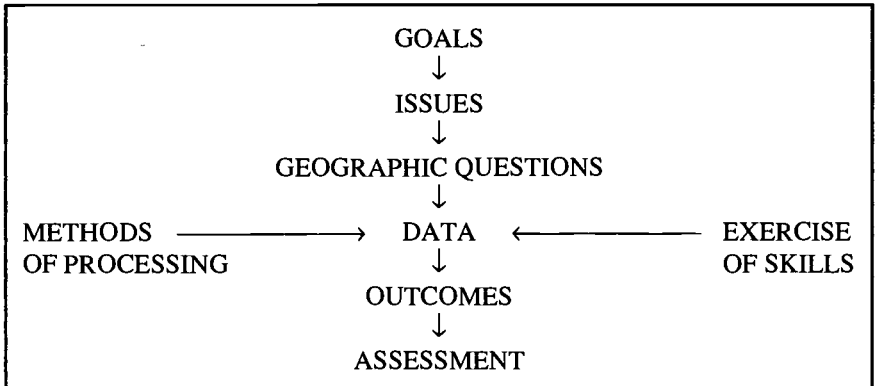 GOALS
↓
ISSUES
↓
GEOGRAPHIC QUESTIONS
↓
METHODS → DATA ← EXERCISE
OF PROCESSING ↓ OF SKILLS
OUTCOMES
↓
ASSESSMENT